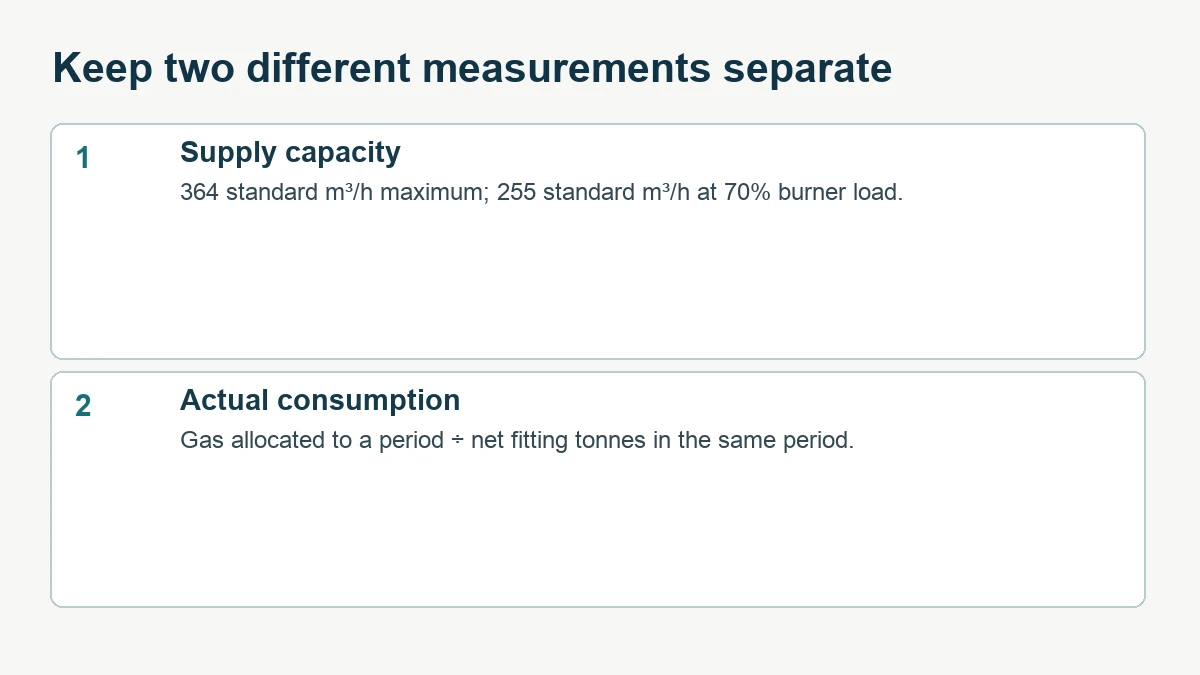 Keep two different measurements separate
1
Supply capacity
364 standard m³/h maximum; 255 standard m³/h at 70% burner load.
2
Actual consumption
Gas allocated to a period ÷ net fitting tonnes in the same period.